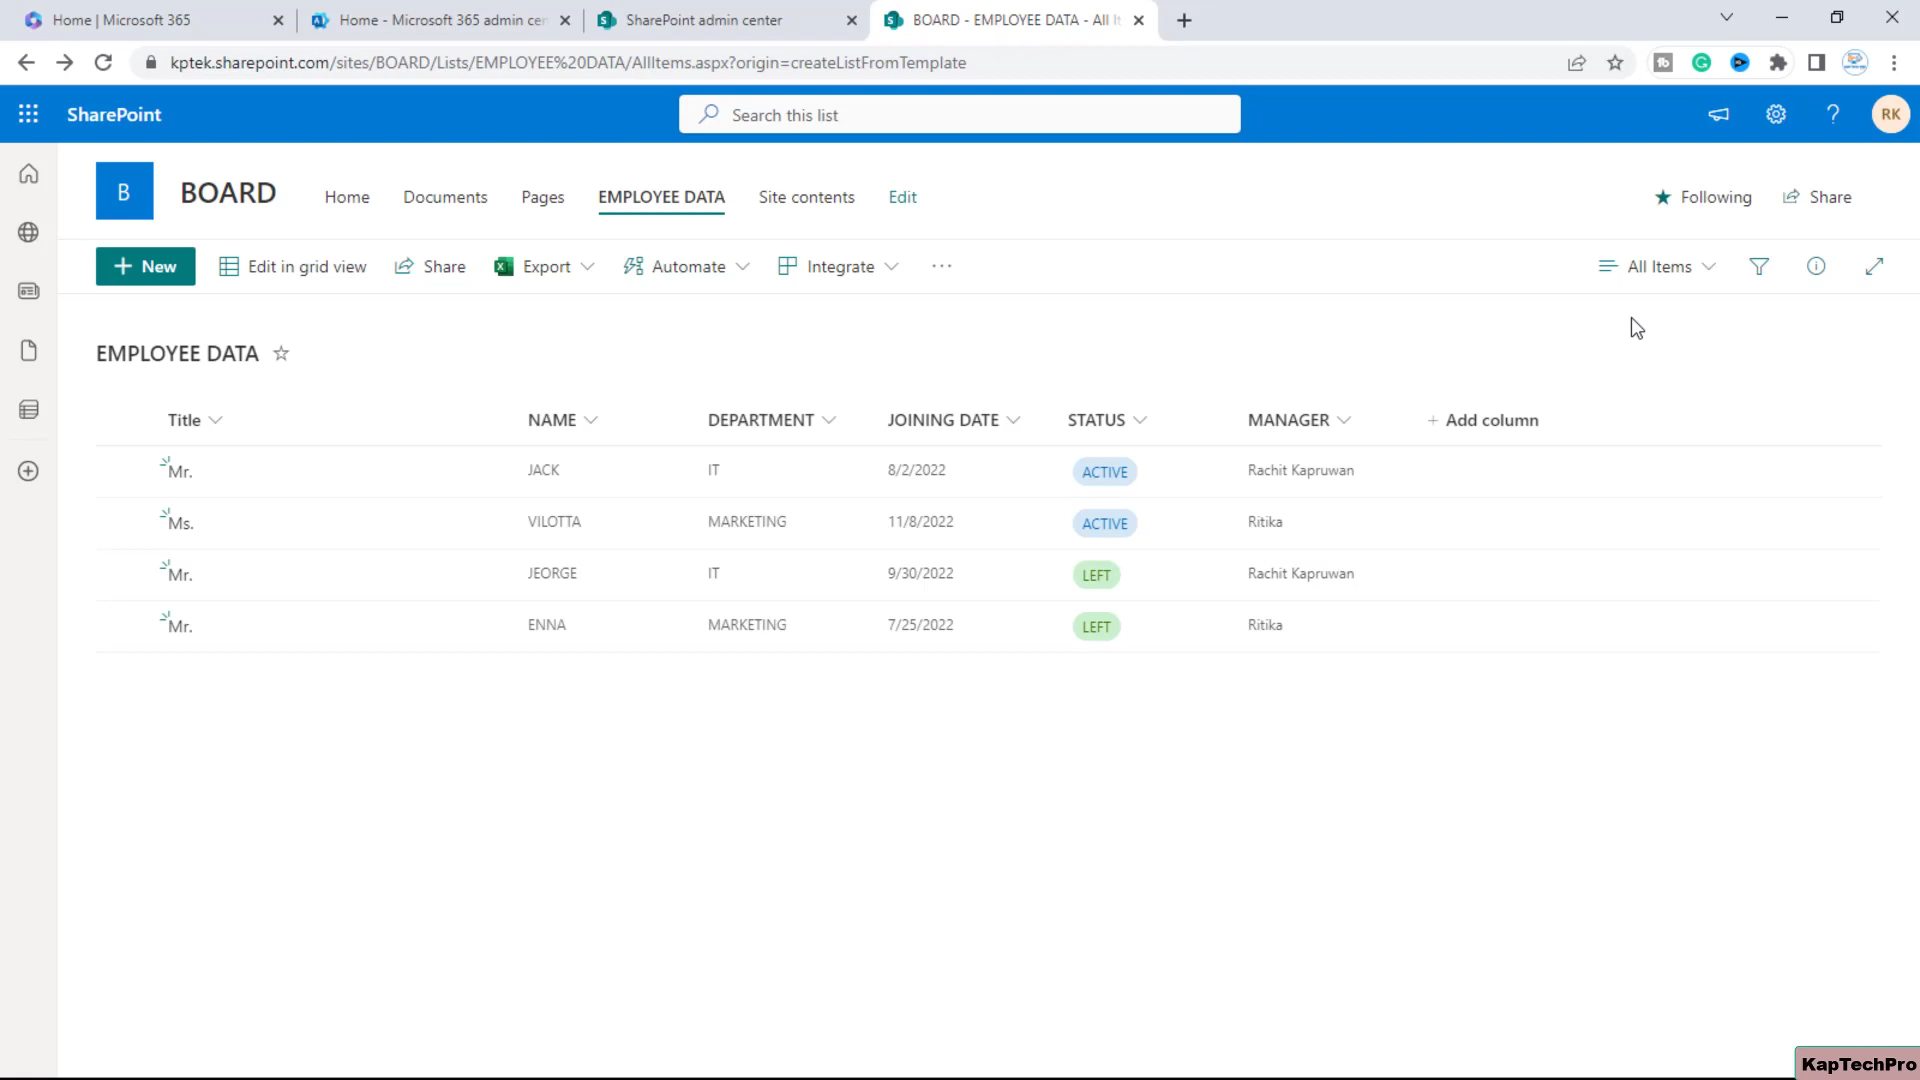 Home | Microsoft 365
Home - Microsoft 365 admin cen
SharePoint admin center
BOARD - EMPLOYEE DATA - All It
kptek.sharepoint.com/sites/BOARD/Lists/EMPLOYEE%20DATA/AllItems.aspx?origin=createListFromTemplate
SharePoint
Search this list
RK
B
BOARD
Home
Documents
Pages
EMPLOYEE DATA
Site contents
Edit
Following
Share
New
Edit in grid view
Share
Export
Automate
Integrate
All Items
EMPLOYEE DATA
Title NAME DEPARTMENT JOINING DATE STATUS MANAGER + Add column
Mr. JACK IT 8/2/2022 ACTIVE Rachit Kapruwan
Ms. VILOTTA MARKETING 11/8/2022 ACTIVE Ritika
Mr. JEORGE IT 9/30/2022 LEFT Rachit Kapruwan
Mr. ENNA MARKETING 7/25/2022 LEFT Ritika
KapTechPro